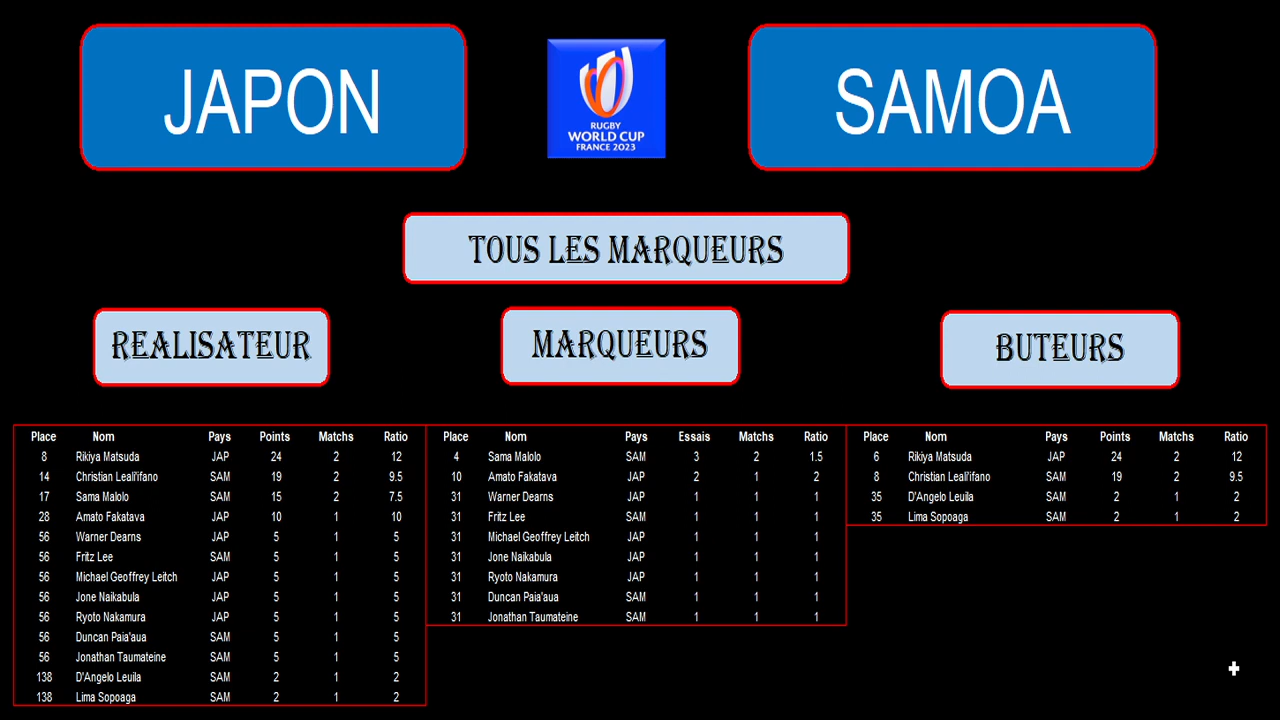 JAPON
RUGBY
WORLD CUP
FRANCE 2023
SAMOA
TOUS LES MARQUEURS
REALISATEUR
MARQUEURS
BUTEURS
Place Nom Pays Points Matchs Ratio
8 Rikiya Matsuda JAP 24 2 12
14 Christian Leali'ifano SAM 19 2 9.5
17 Sama Malolo SAM 15 2 7.5
28 Amato Fakatava JAP 10 1 10
56 Warner Dearns JAP 5 1 5
56 Fritz Lee SAM 5 1 5
56 Michael Geoffrey Leitch JAP 5 1 5
56 Jone Naikabula JAP 5 1 5
56 Ryoto Nakamura JAP 5 1 5
56 Duncan Paia'aua SAM 5 1 5
56 Jonathan Taumateine SAM 5 1 5
138 D'Angelo Leuila SAM 2 1 2
138 Lima Sopoaga SAM 2 1 2
Place Nom Pays Essais Matchs Ratio
4 Sama Malolo SAM 3 2 1.5
10 Amato Fakatava JAP 2 1 2
31 Warner Dearns JAP 1 1 1
31 Fritz Lee SAM 1 1 1
31 Michael Geoffrey Leitch JAP 1 1 1
31 Jone Naikabula JAP 1 1 1
31 Ryoto Nakamura JAP 1 1 1
31 Duncan Paia'aua SAM 1 1 1
31 Jonathan Taumateine SAM 1 1 1
Place Nom Pays Points Matchs Ratio
6 Rikiya Matsuda JAP 24 2 12
8 Christian Leali'ifano SAM 19 2 9.5
35 D'Angelo Leuila SAM 2 1 2
35 Lima Sopoaga SAM 2 1 2